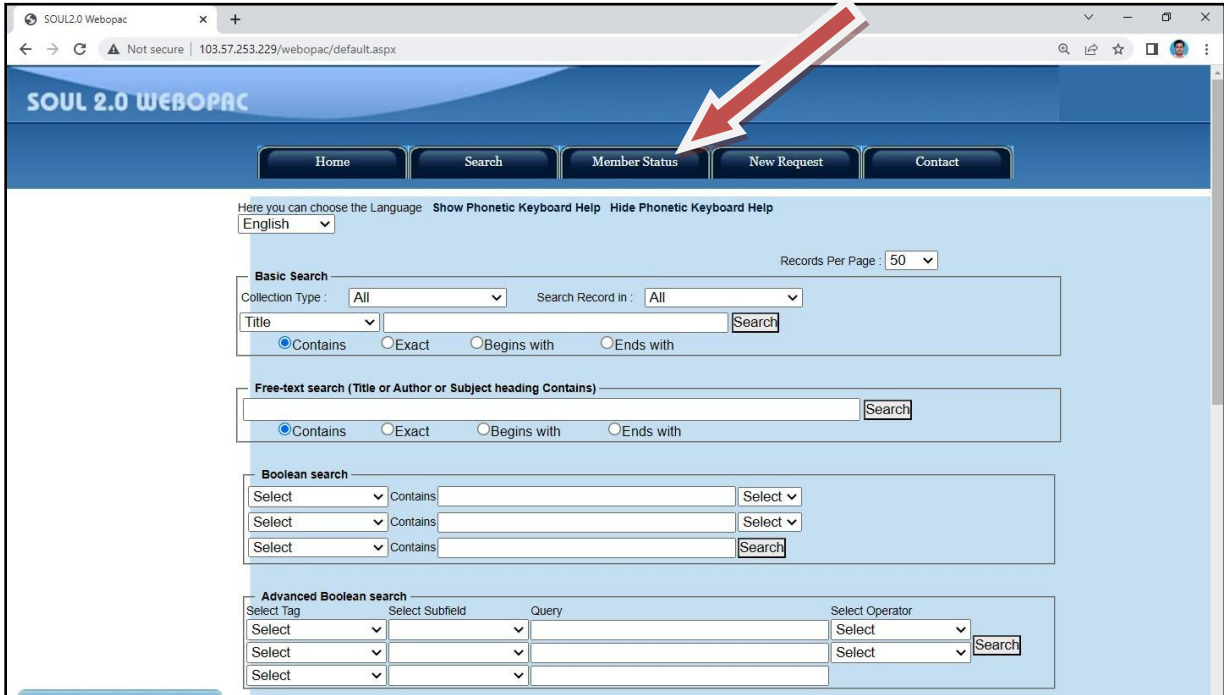 SOUL2.0 Webopac
Not secure | 103.57.253.229/webopac/default.aspx
SOUL 2.0 WEBOPAC
Home Search Member Status New Request Contact
Here you can choose the Language Show Phonetic Keyboard Help Hide Phonetic Keyboard Help
English
Records Per Page : 50
Basic Search
Collection Type : All Search Record in : All
Title Search
Contains Exact Begins with Ends with
Free-text search (Title or Author or Subject heading Contains)
Search
Contains Exact Begins with Ends with
Boolean search
Select Contains Select
Select Contains Select
Select Contains Search
Advanced Boolean search
Select Tag Select Subfield Query Select Operator
Select Select
Select Select Search
Select